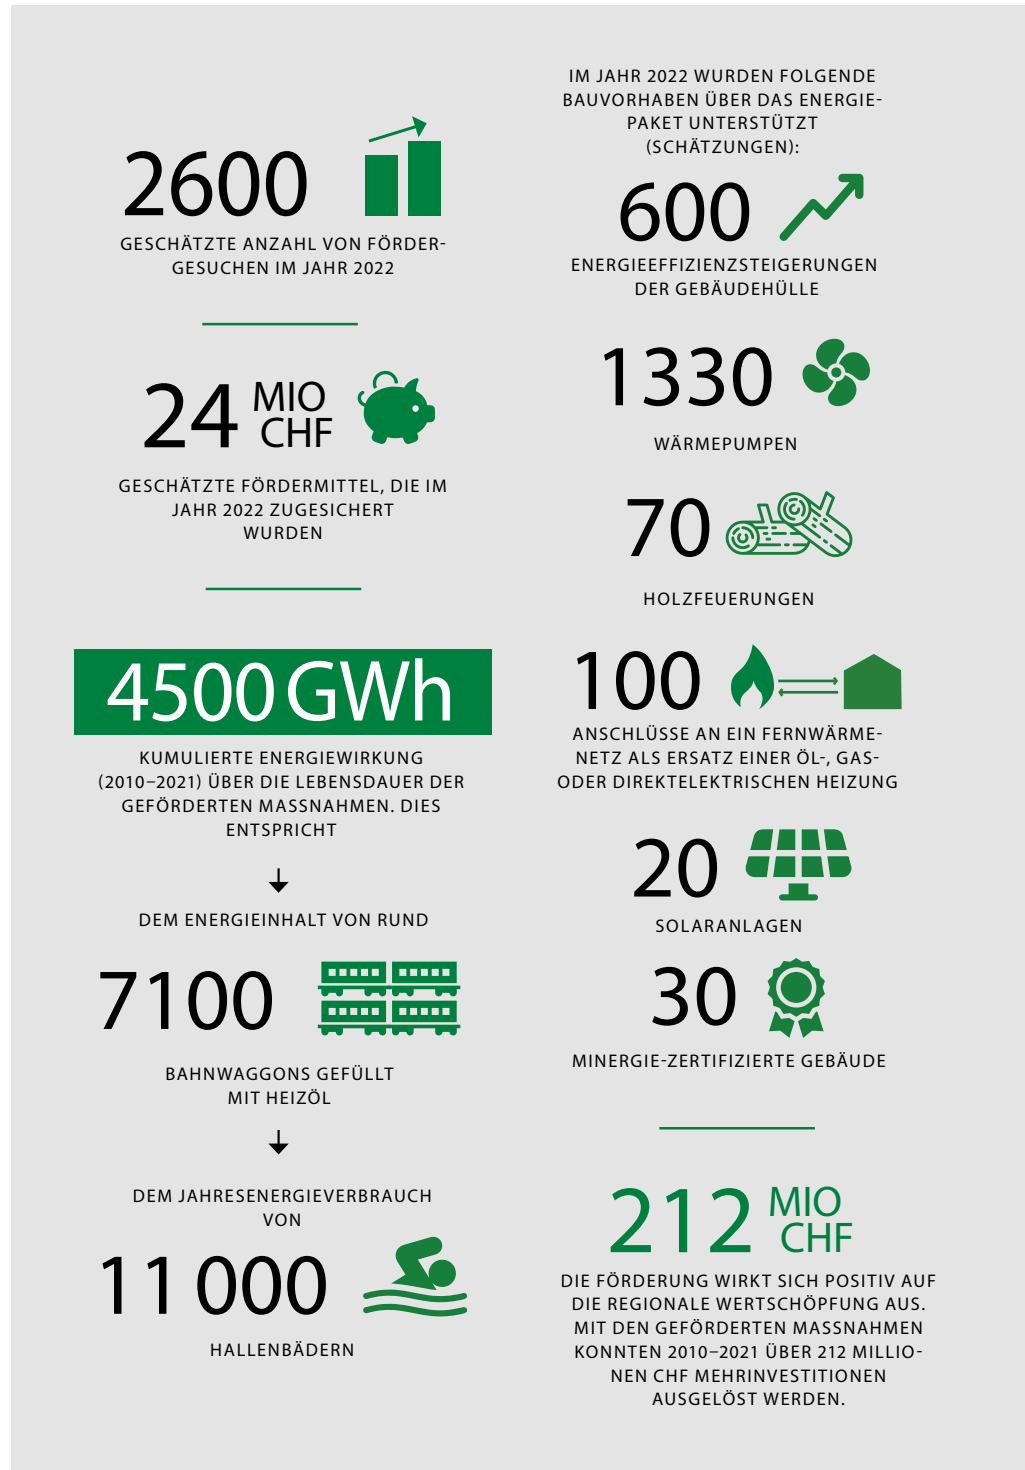 2600
GESCHÄTZTE ANZAHL VON FÖRDER-
GESUCHEN IM JAHR 2022
24 MIO
CHF
GESCHÄTZTE FÖRDERMITTEL, DIE IM
JAHR 2022 ZUGESICHERT
WURDEN
4500 GWh
KUMULIERTE ENERGIEWIRKUNG
(2010–2021) ÜBER DIE LEBENSDAUER DER
GEFÖRDERTEN MASSNAHMEN. DIES
ENTSPRICHT
DEM ENERGIEINHALT VON RUND
7100
BAHNWAGGONS GEFÜLLT
MIT HEIZÖL
DEM JAHRESENERGIEVERBRAUCH
VON
11 000
HALLENBÄDERN
IM JAHR 2022 WURDEN FOLGENDE
BAUVORHABEN ÜBER DAS ENERGIE-
PAKET UNTERSTÜTZT
(SCHÄTZUNGEN):
600
ENERGIEEFFIZIENZSTEIGERUNGEN
DER GEBÄUDEHÜLLE
1330
WÄRMEPUMPEN
70
HOLZFEUERUNGEN
100
ANSCHLÜSSE AN EIN FERNWÄRME-
NETZ ALS ERSATZ EINER ÖL-, GAS-
ODER DIREKTELEKTRISCHEN HEIZUNG
20
SOLARANLAGEN
30
MINERGIE-ZERTIFIZIERTE GEBÄUDE
212 MIO
CHF
DIE FÖRDERUNG WIRKT SICH POSITIV AUF
DIE REGIONALE WERTSCHÖPFUNG AUS.
MIT DEN GEFÖRDERTEN MASSNAHMEN
KONNTEN 2010–2021 ÜBER 212 MILLIO-
NEN CHF MEHRINVESTITIONEN
AUSGELÖST WERDEN.